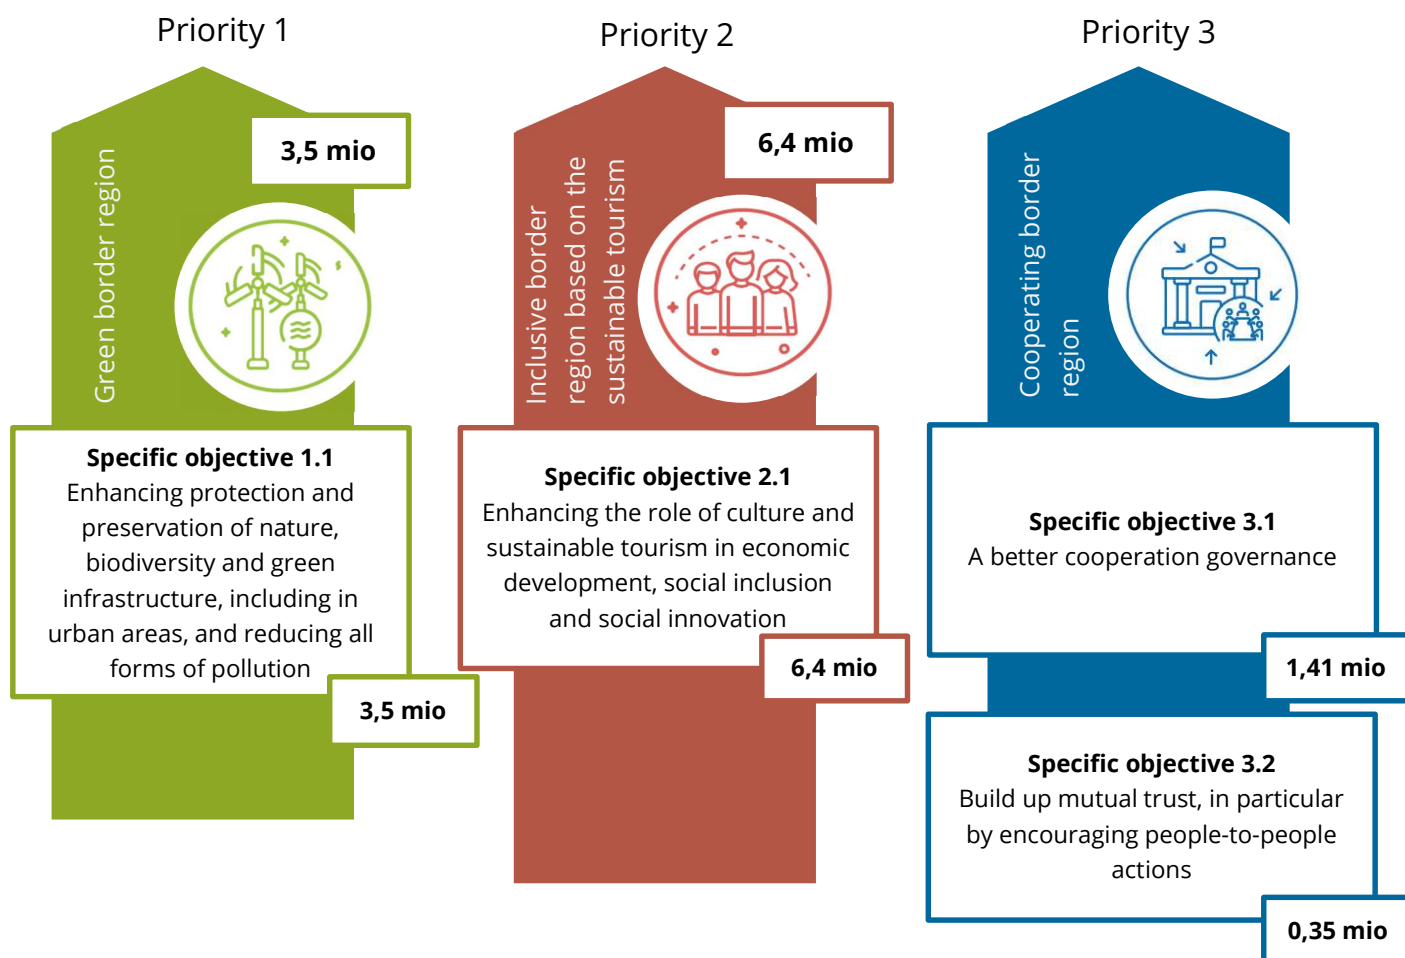 Priority 1
3,5 mio
Green border region
Specific objective 1.1
Enhancing protection and
preservation of nature,
biodiversity and green
infrastructure, including in
urban areas, and reducing all
forms of pollution
3,5 mio
Priority 2
6,4 mio
Inclusive border
region based on the
sustainable tourism
Specific objective 2.1
Enhancing the role of culture and
sustainable tourism in economic
development, social inclusion
and social innovation
6,4 mio
Priority 3
Cooperating border
region
Specific objective 3.1
A better cooperation governance
1,41 mio
Specific objective 3.2
Build up mutual trust, in particular
by encouraging people-to-people
actions
0,35 mio